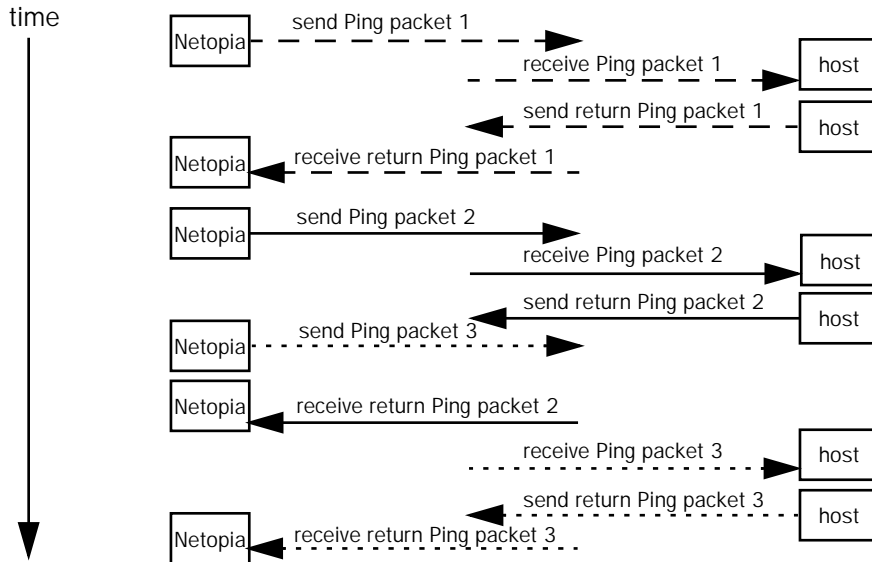 time
send Ping packet 1
Netopia
receive Ping packet 1
host
send return Ping packet 1
host
receive return Ping packet 1
Netopia
send Ping packet 2
Netopia
receive Ping packet 2
host
send return Ping packet 2
host
send Ping packet 3
Netopia
receive return Ping packet 2
Netopia
receive Ping packet 3
host
send return Ping packet 3
host
receive return Ping packet 3
Netopia